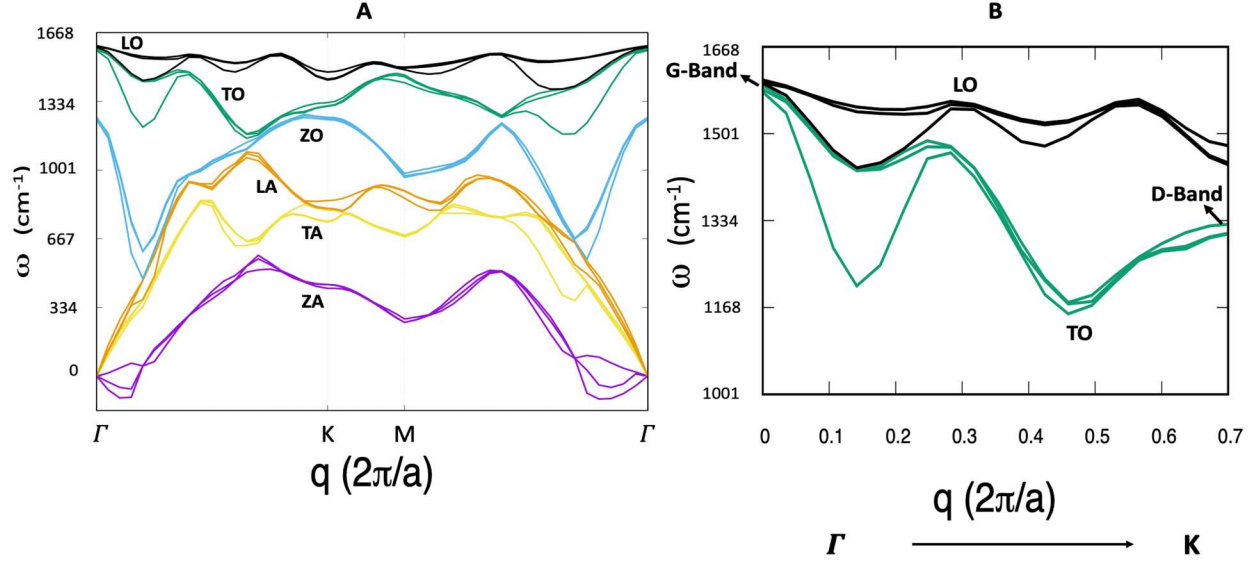 A
1668
1334
1001
667
334
0
ω (cm⁻¹)
LO
TO
ZO
LA
TA
ZA
Γ K M Γ
q (2π/a)
B
1668
1501
1334
1168
1001
ω (cm⁻¹)
G-Band
LO
D-Band
TO
0 0.1 0.2 0.3 0.4 0.5 0.6 0.7
q (2π/a)
Γ K